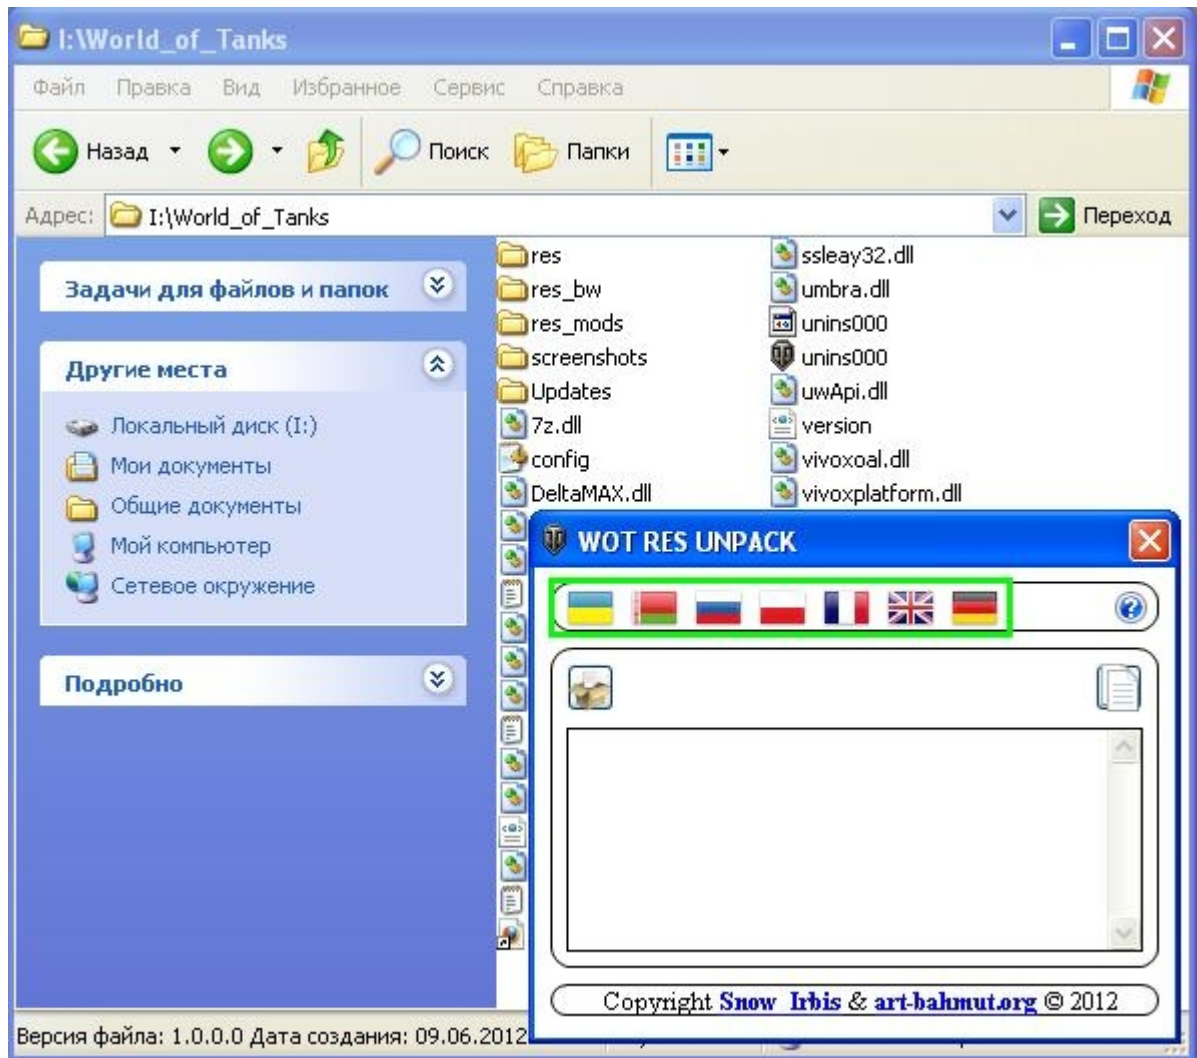 I:\World_of_Tanks
Файл Правка Вид Избранное Сервис Справка
Назад Поиск Папки
Адрес: I:\World_of_Tanks Переход
Задачи для файлов и папок
Другие места
Локальный диск (I:)
Мои документы
Общие документы
Мой компьютер
Сетевое окружение
Подробно
res
res_bw
res_mods
screenshots
Updates
7z.dll
config
DeltaMAX.dll
ssleay32.dll
umbra.dll
unins000
unins000
uwApi.dll
version
vivoxoal.dll
vivoxplatform.dll
WOT RES UNPACK
Copyright Snow_Irbis & art-bahmut.org © 2012
Версия файла: 1.0.0.0 Дата создания: 09.06.2012